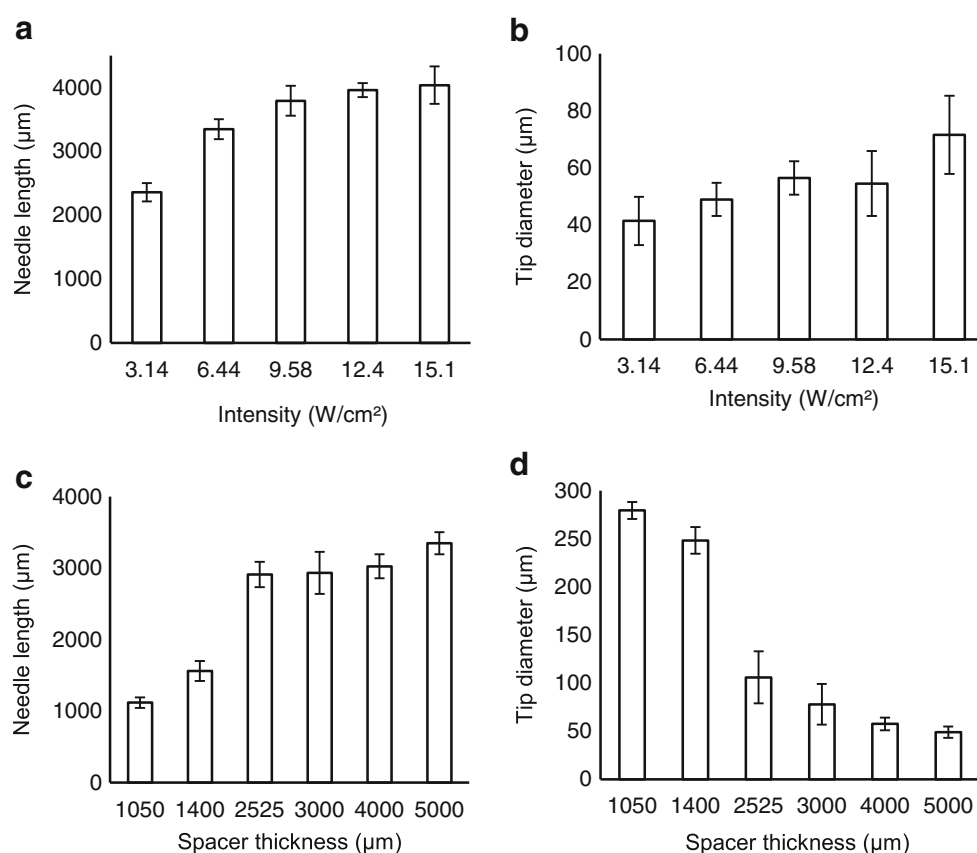 a
Needle length (µm)
4000
3000
2000
1000
0
3.14 6.44 9.58 12.4 15.1
Intensity (W/cm²)
b
Tip diameter (µm)
100
80
60
40
20
0
3.14 6.44 9.58 12.4 15.1
Intensity (W/cm²)
c
Needle length (µm)
4000
3000
2000
1000
0
1050 1400 2525 3000 4000 5000
Spacer thickness (µm)
d
Tip diameter (µm)
300
250
200
150
100
50
0
1050 1400 2525 3000 4000 5000
Spacer thickness (µm)